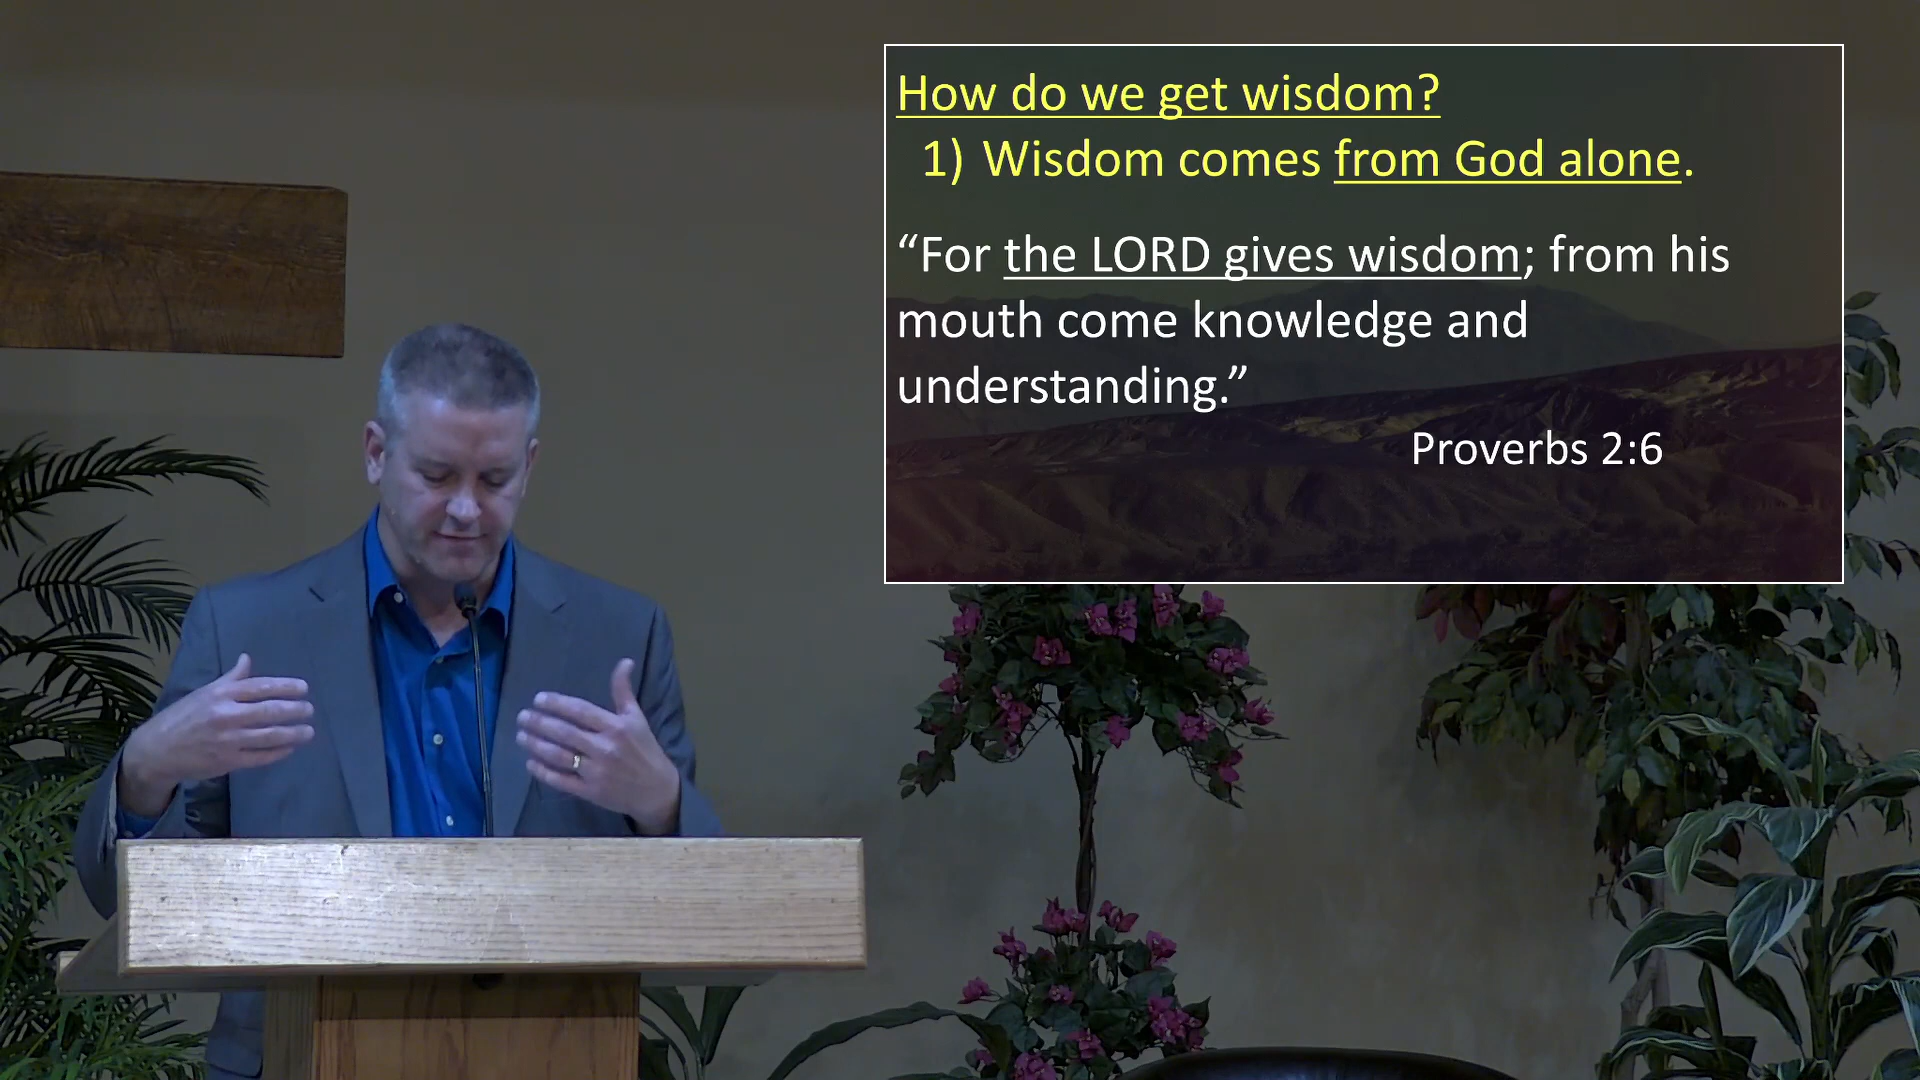 How do we get wisdom?
1) Wisdom comes from God alone.
“For the LORD gives wisdom; from his
mouth come knowledge and
understanding.”
Proverbs 2:6